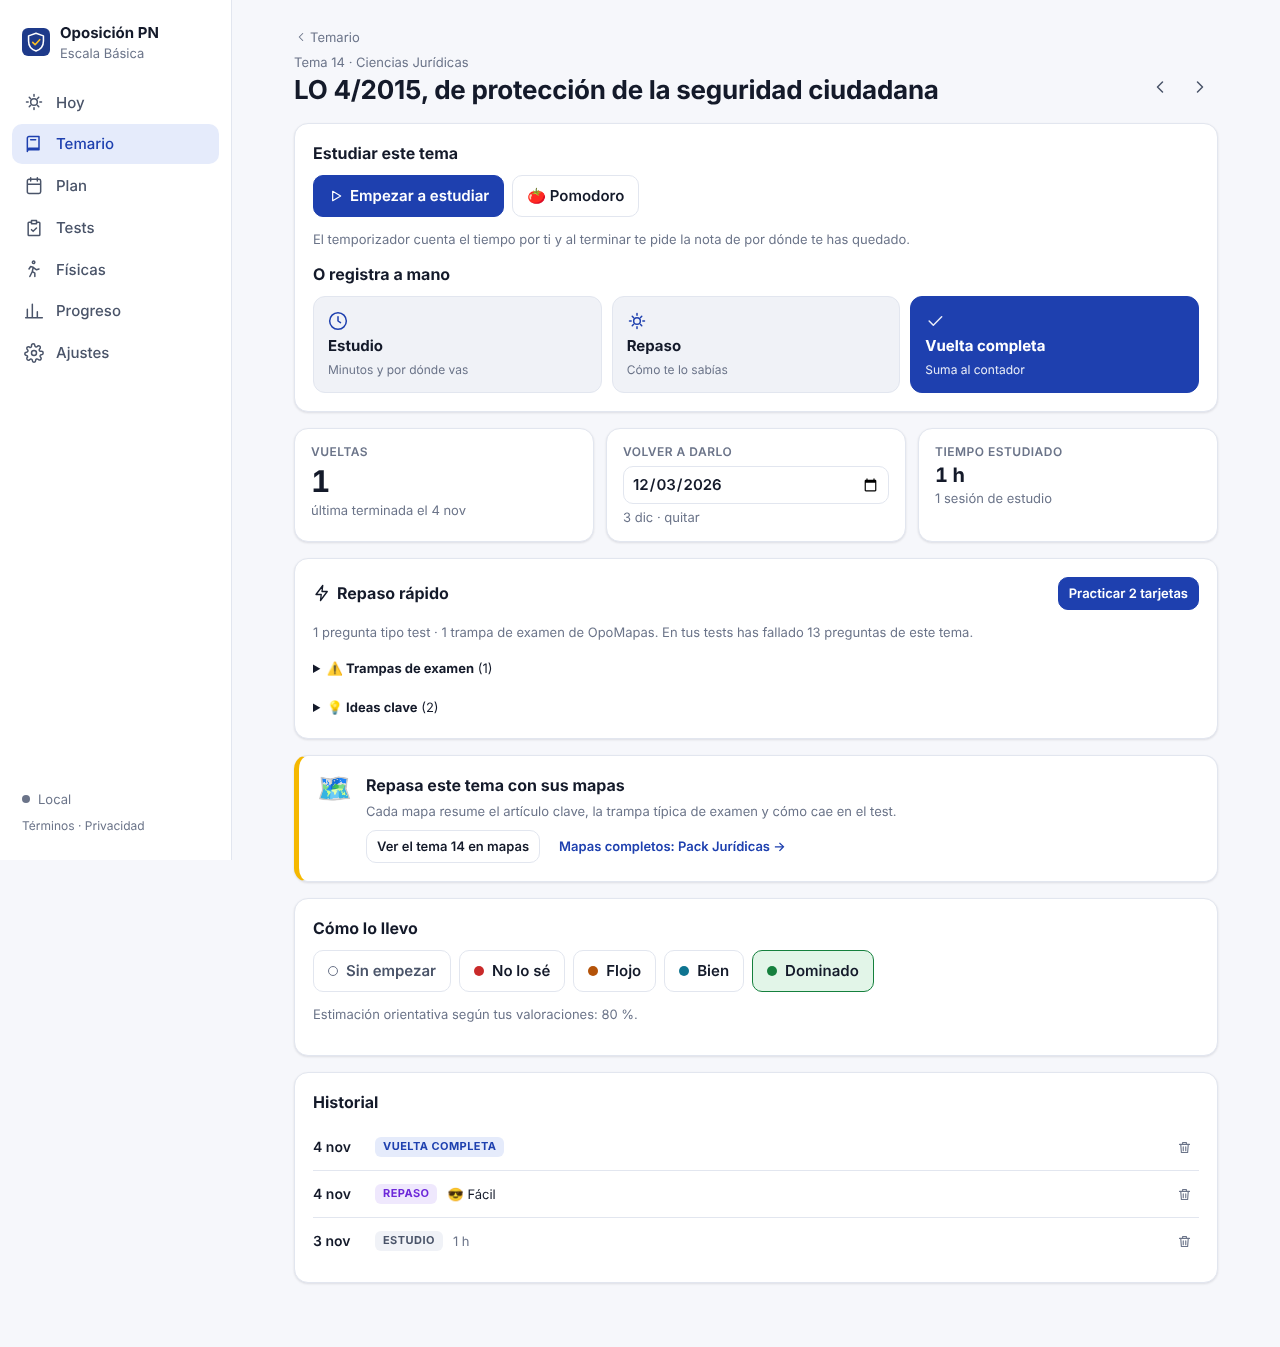 Oposición PN
Escala Básica
Hoy
Temario
Plan
Tests
Físicas
Progreso
Ajustes
Local
Términos · Privacidad
Temario
Tema 14 · Ciencias Jurídicas
LO 4/2015, de protección de la seguridad ciudadana
Estudiar este tema
Empezar a estudiar
Pomodoro
El temporizador cuenta el tiempo por ti y al terminar te pide la nota de por dónde te has quedado.
O registra a mano
Estudio
Minutos y por dónde vas
Repaso
Cómo te lo sabías
Vuelta completa
Suma al contador
VUELTAS
1
última terminada el 4 nov
VOLVER A DARLO
12/03/2026
3 dic · quitar
TIEMPO ESTUDIADO
1 h
1 sesión de estudio
Repaso rápido
Practicar 2 tarjetas
1 pregunta tipo test · 1 trampa de examen de OpoMapas. En tus tests has fallado 13 preguntas de este tema.
Trampas de examen (1)
Ideas clave (2)
Repasa este tema con sus mapas
Cada mapa resume el artículo clave, la trampa típica de examen y cómo cae en el test.
Ver el tema 14 en mapas
Mapas completos: Pack Jurídicas →
Cómo lo llevo
Sin empezar
No lo sé
Flojo
Bien
Dominado
Estimación orientativa según tus valoraciones: 80 %.
Historial
4 nov VUELTA COMPLETA
4 nov REPASO 😎 Fácil
3 nov ESTUDIO 1 h